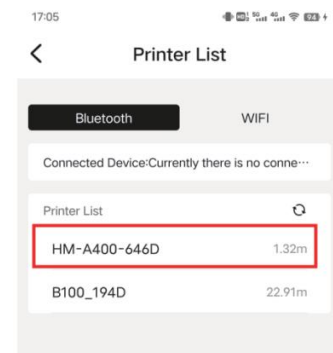 17:05
Printer List
Bluetooth WIFI
Connected Device:Currently there is no conne···
Printer List
HM-A400-646D 1.32m
B100_194D 22.91m